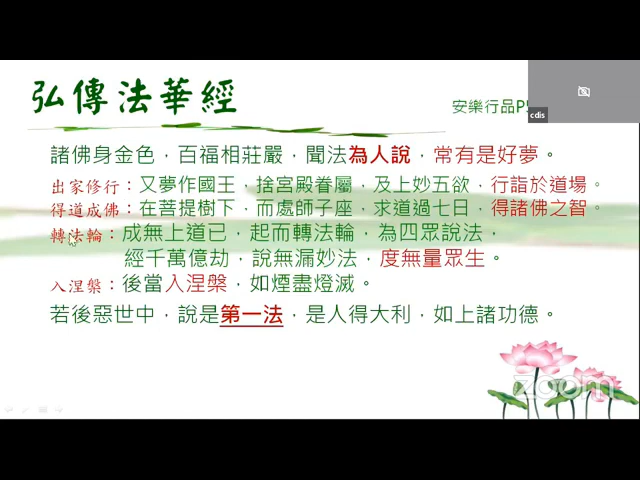 弘傳法華經
安樂行品P5
cdis
諸佛身金色，百福相莊嚴，聞法為人說，常有是好夢。
出家修行：又夢作國王，捨宮殿眷屬，及上妙五欲，行詣於道場。
得道成佛：在菩提樹下，而處師子座，求道過七日，得諸佛之智。
轉法輪：成無上道已，起而轉法輪，為四眾說法，
經千萬億劫，說無漏妙法，度無量眾生。
入涅槃：後當入涅槃，如煙盡燈滅。
若後惡世中，說是第一法，是人得大利，如上諸功德。
zoom